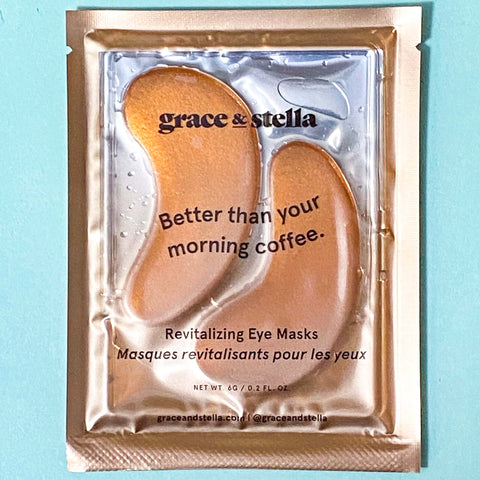 grace & stella
Better than your
morning coffee.
Revitalizing Eye Masks
Masques revitalisants pour les yeux
NET WT. 6G / 0.2 FL. OZ.
graceandstella.com | @graceandstella